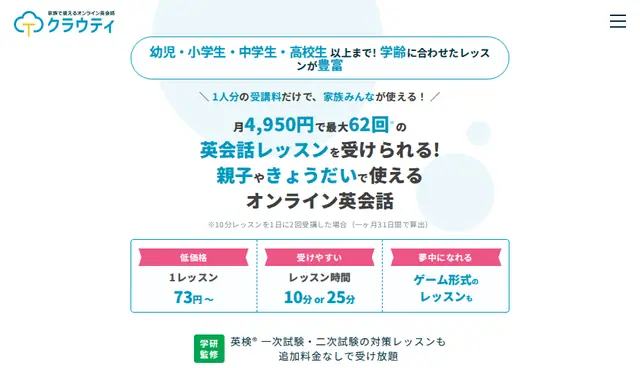 家族で使えるオンライン英会話
クラウティ
幼児・小学生・中学生・高校生 以上まで! 学齢に合わせたレッス
ンが豊富
＼ 1人分の受講料だけで、家族みんなが使える！ ／
月4,950円で最大62回※の
英会話レッスンを受けられる!
親子やきょうだいで使える
オンライン英会話
※10分レッスンを1日に2回受講した場合（一ヶ月31日間で算出）
低価格
1レッスン
73円～
受けやすい
レッスン時間
10分 or 25分
夢中になれる
ゲーム形式の
レッスンも
学研
監修
英検® 一次試験・二次試験の対策レッスンも
追加料金なしで受け放題